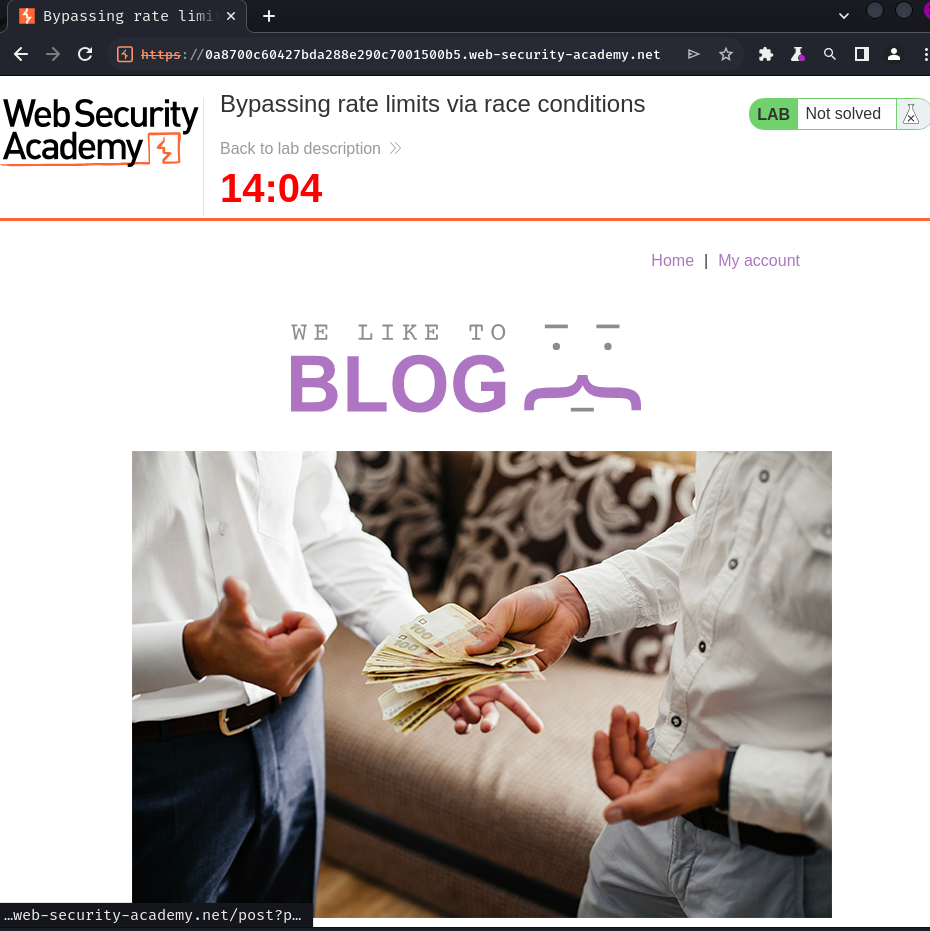 Bypassing rate limi
https://0a8700c60427bda288e290c7001500b5.web-security-academy.net
Web Security
Academy
Bypassing rate limits via race conditions
LAB Not solved
Back to lab description
14:04
Home | My account
WE LIKE TO
BLOG
100
100
…web-security-academy.net/post?p…